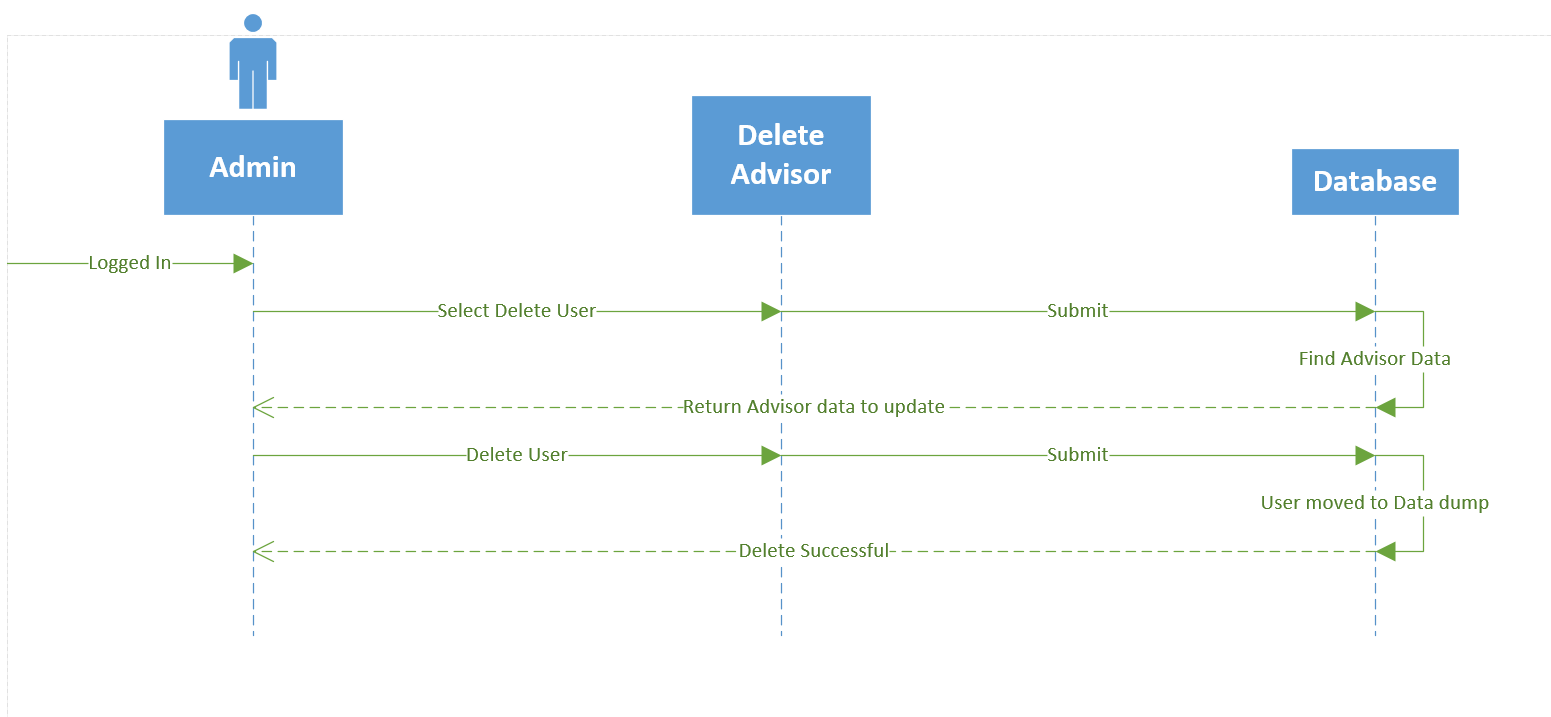 Admin
Delete
Advisor
Database
Logged In
Select Delete User
Submit
Find Advisor Data
Return Advisor data to update
Delete User
Submit
User moved to Data dump
Delete Successful